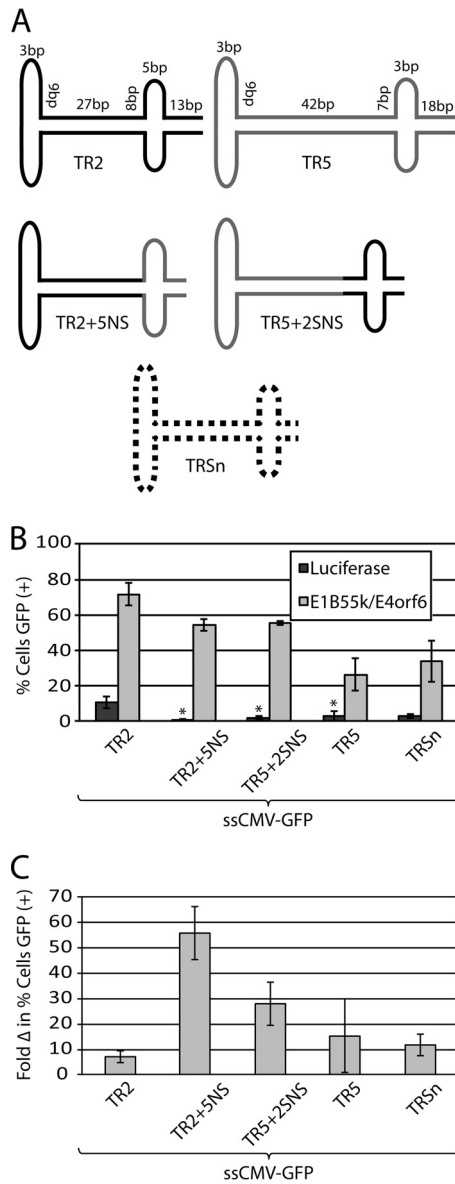 A
3bp
5bp
3bp
3bp
9bp
27bp
8bp
13bp
9bp
42bp
7bp
18bp
TR2
TR5
TR2+5NS
TR5+2SNS
TRSn
B
100
80
60
40
20
0
% Cells GFP (+)
Luciferase
E1B55k/E4orf6
*
*
*
TR2
TR2+5NS
TR5+2SNS
TR5
TRSn
ssCMV-GFP
C
70
60
50
40
30
20
10
0
Fold Δ in % Cells GFP (+)
TR2
TR2+5NS
TR5+2SNS
TR5
TRSn
ssCMV-GFP